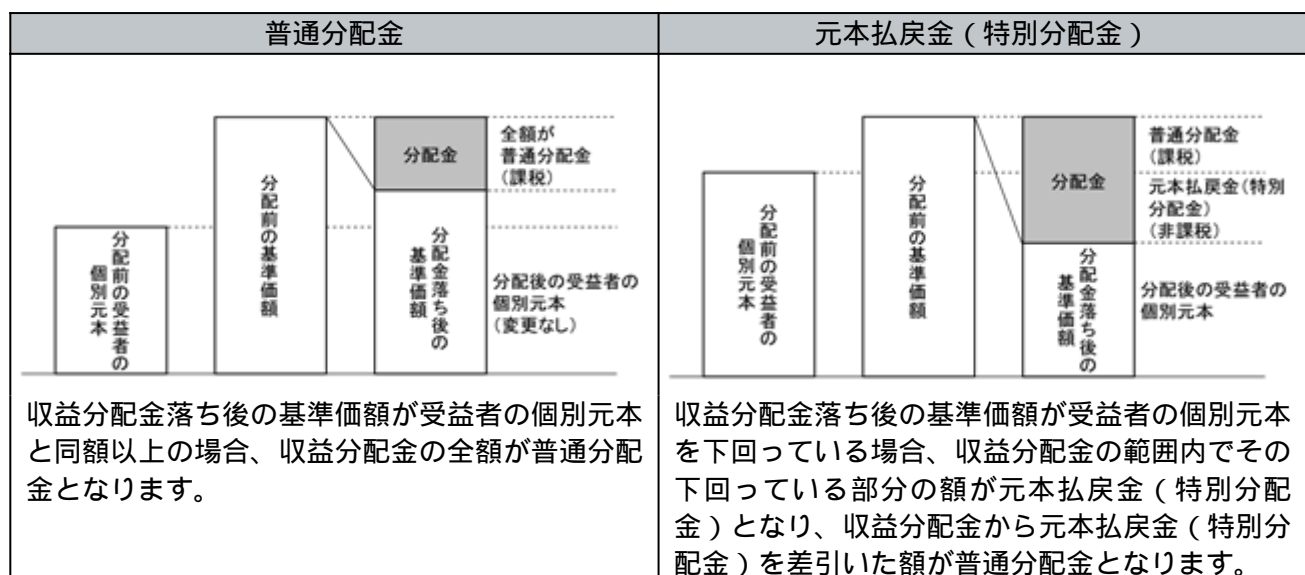 普通分配金
全額が
普通分配金
(課税)
分配金
分配前の受益者の
個別元本
分配前の基準価額
分配金落ち後の
基準価額
分配後の受益者の
個別元本
(変更なし)
収益分配金落ち後の基準価額が受益者の個別元本
と同額以上の場合、収益分配金の全額が普通分配
金となります。
元本払戻金(特別分配金)
普通分配金
(課税)
分配金
元本払戻金(特別
分配金)
(非課税)
分配前の受益者の
個別元本
分配前の基準価額
分配金落ち後の
基準価額
分配後の受益者の
個別元本
収益分配金落ち後の基準価額が受益者の個別元本
を下回っている場合、収益分配金の範囲内でその
下回っている部分の額が元本払戻金(特別分配
金)となり、収益分配金から元本払戻金(特別分
配金)を差引いた額が普通分配金となります。